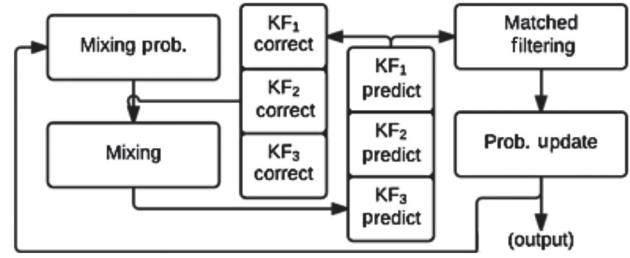 Mixing prob.
Mixing
KF₁
correct
KF₂
correct
KF₃
correct
KF₁
predict
KF₂
predict
KF₃
predict
Matched
filtering
Prob. update
(output)